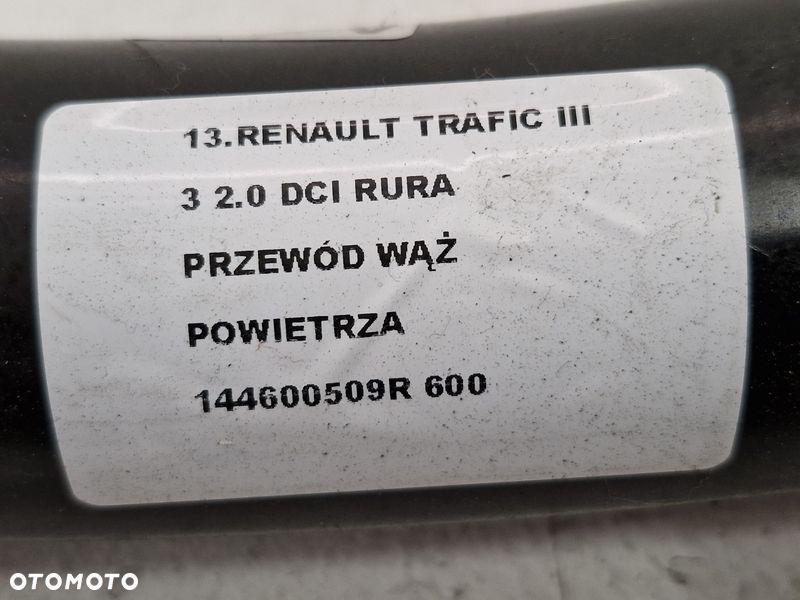 13.RENAULT TRAFIC III
3 2.0 DCI RURA
PRZEWÓD WĄŻ
POWIETRZA
144600509R 600
OTOMOTO